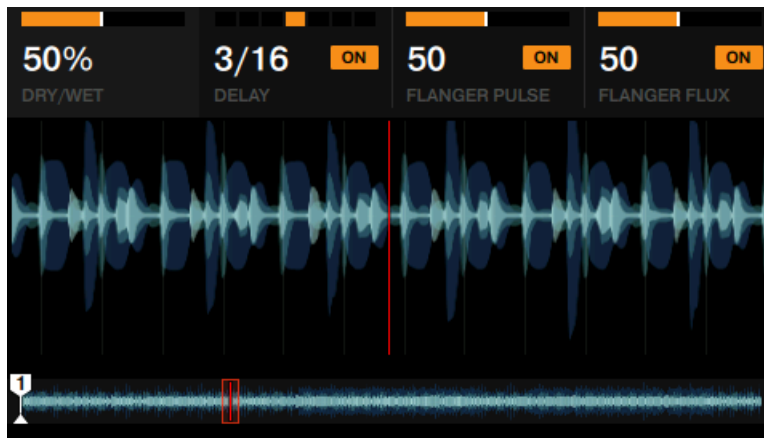 50% 3/16 ON 50 ON 50 ON
DRY/WET DELAY FLANGER PULSE FLANGER FLUX
1